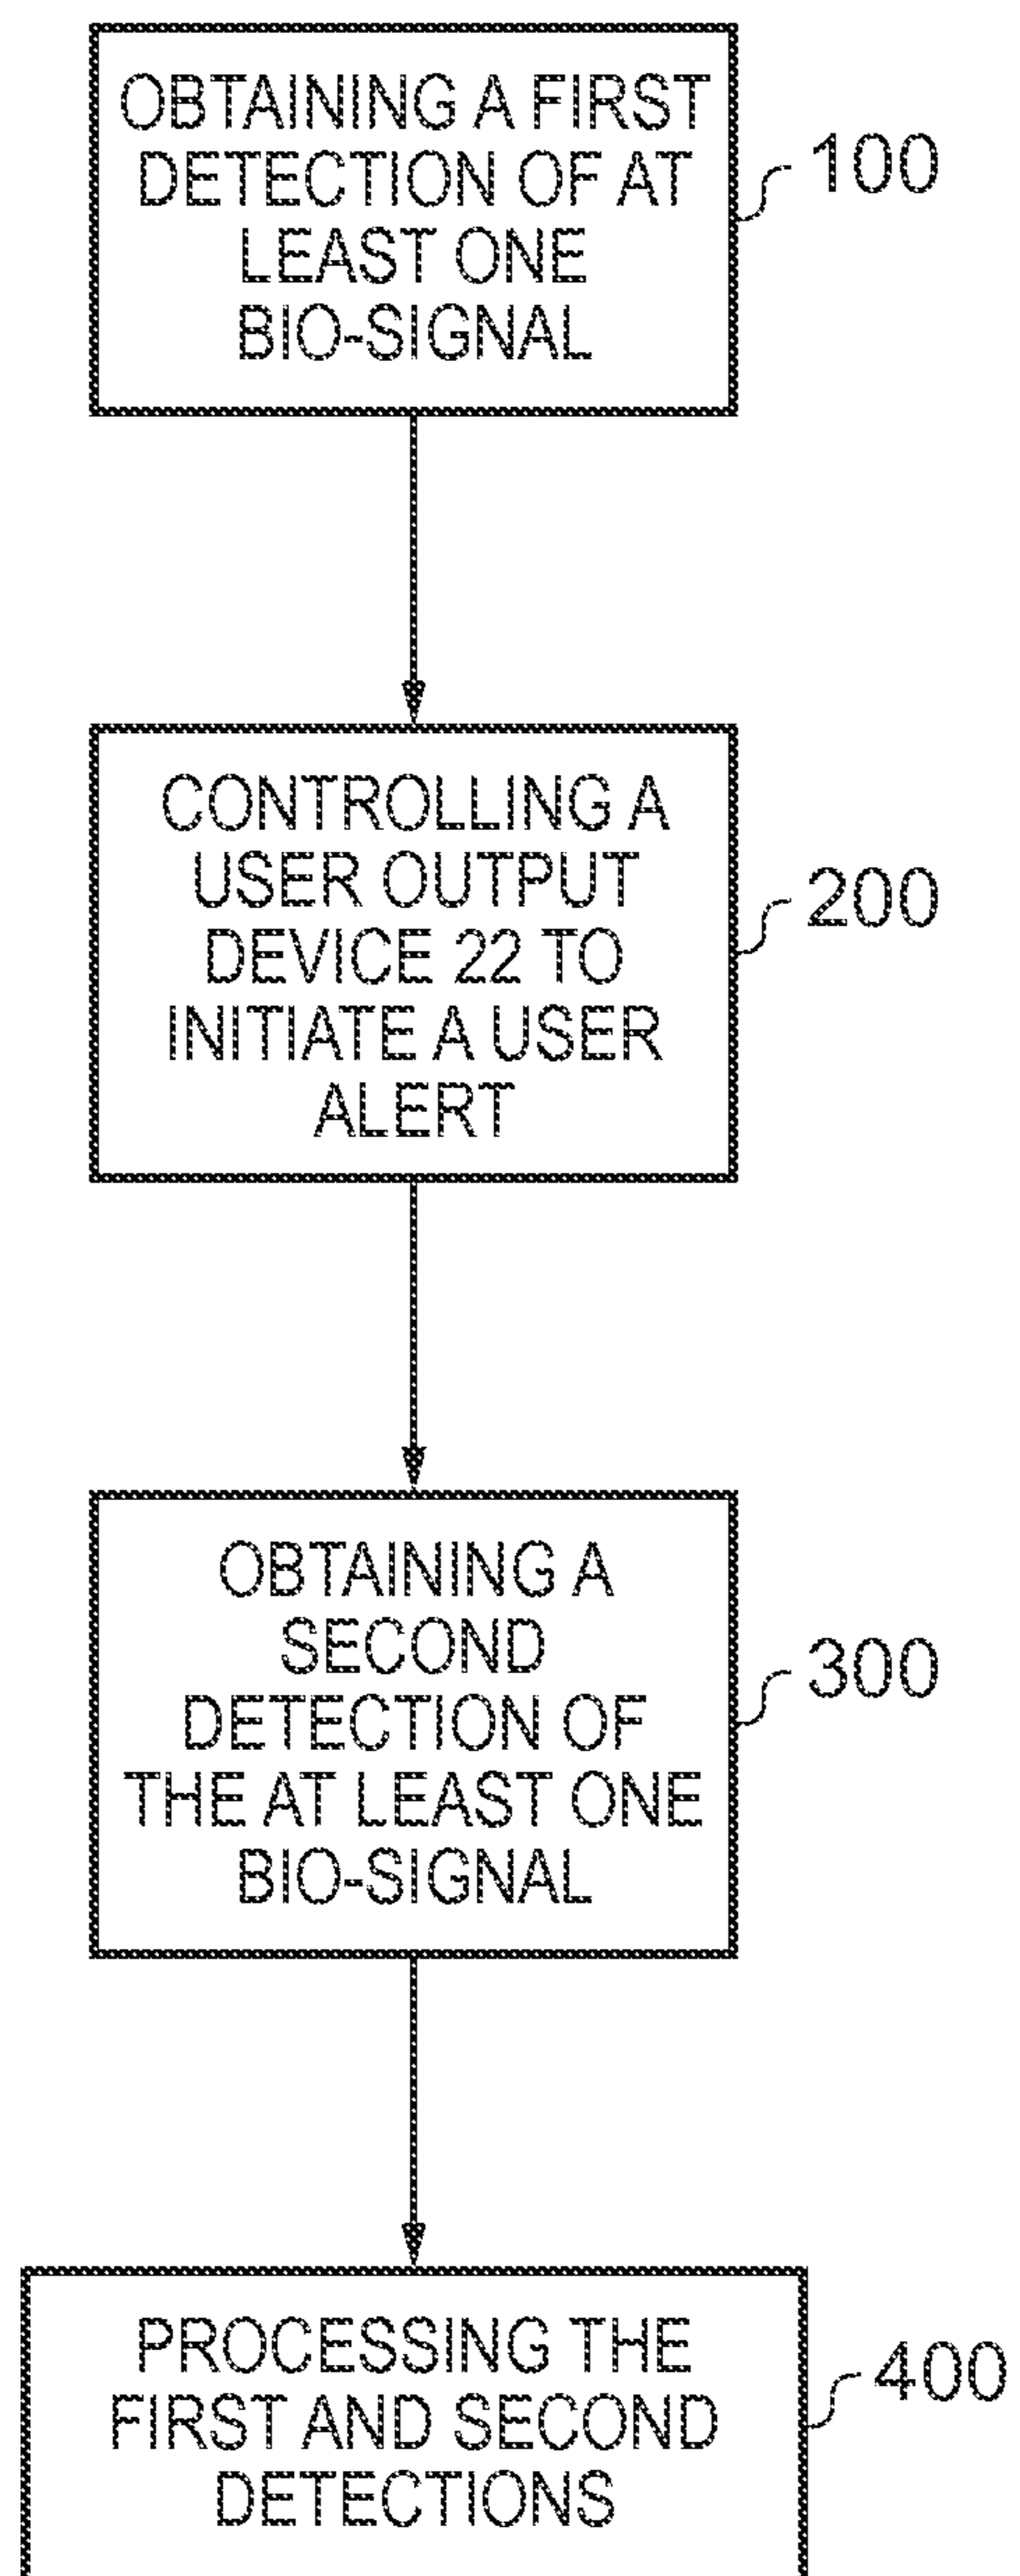 OBTAINING A FIRST
DETECTION OF AT
LEAST ONE
BIO-SIGNAL
100
CONTROLLING A
USER OUTPUT
DEVICE 22 TO
INITIATE A USER
ALERT
200
OBTAINING A
SECOND
DETECTION OF
THE AT LEAST ONE
BIO-SIGNAL
300
PROCESSING THE
FIRST AND SECOND
DETECTIONS
400